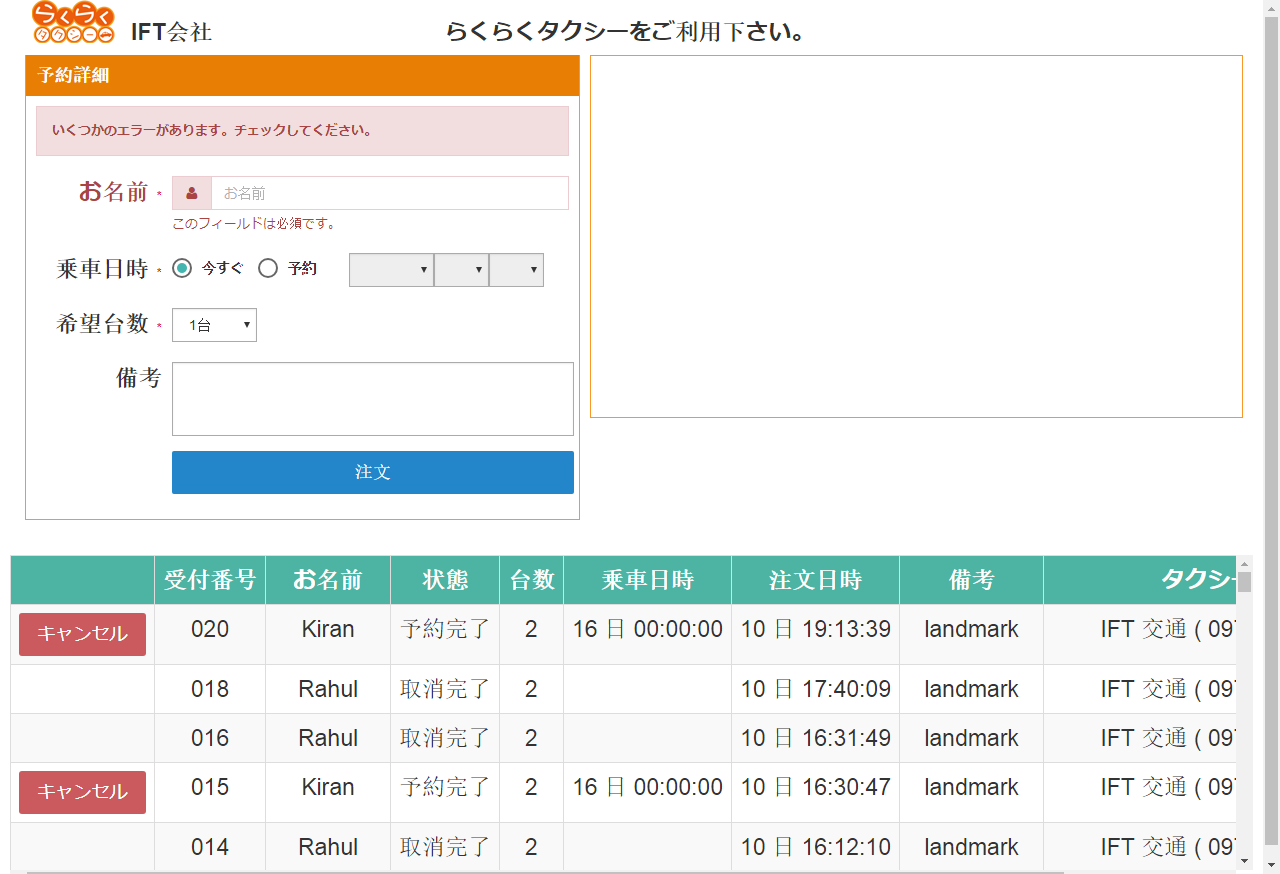 らくらく
タクシー
IFT会社
らくらくタクシーをご利用下さい。
予約詳細
いくつかのエラーがあります。チェックしてください。
お名前 * お名前
このフィールドは必須です。
乗車日時 * 今すぐ 予約
希望台数 * 1台
備考
注文
受付番号 お名前 状態 台数 乗車日時 注文日時 備考 タクシー
キャンセル 020 Kiran 予約完了 2 16 日 00:00:00 10 日 19:13:39 landmark IFT 交通 ( 097
018 Rahul 取消完了 2 10 日 17:40:09 landmark IFT 交通 ( 097
016 Rahul 取消完了 2 10 日 16:31:49 landmark IFT 交通 ( 097
キャンセル 015 Kiran 予約完了 2 16 日 00:00:00 10 日 16:30:47 landmark IFT 交通 ( 097
014 Rahul 取消完了 2 10 日 16:12:10 landmark IFT 交通 ( 097